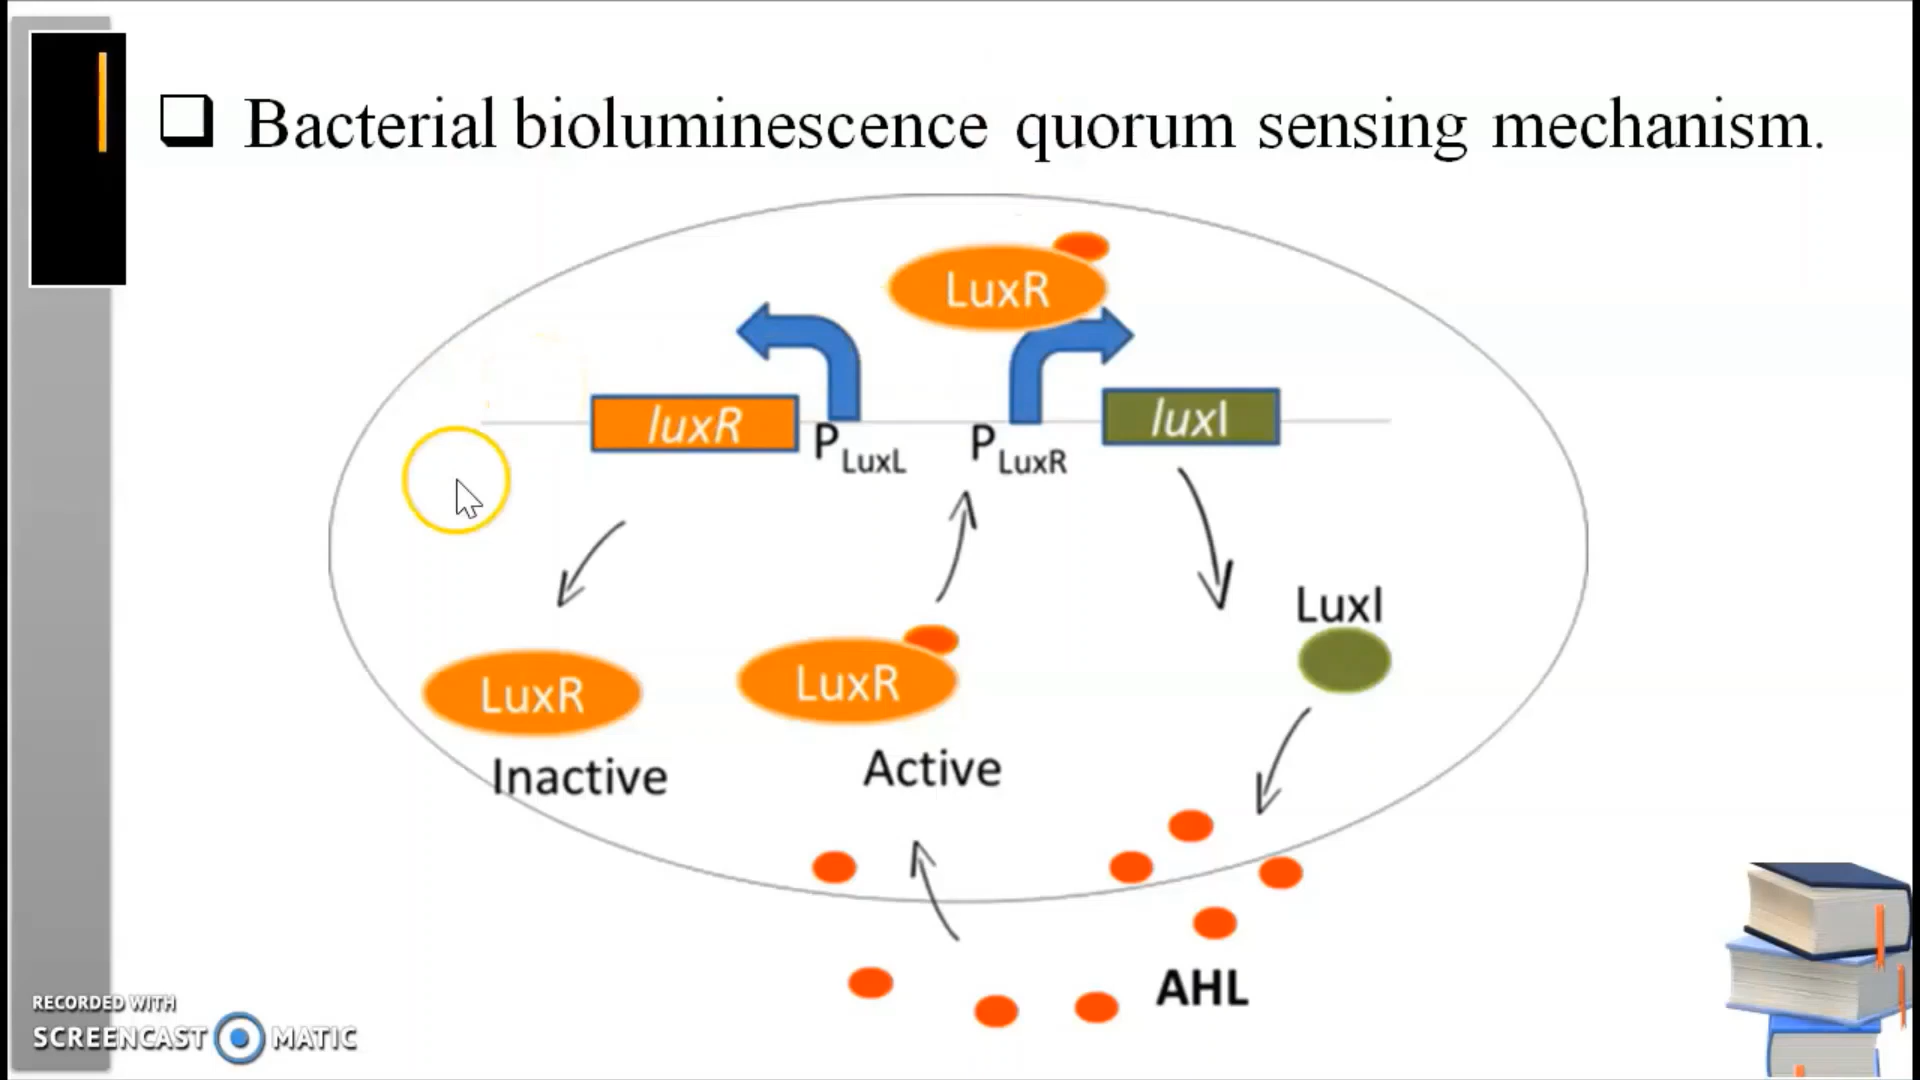 Bacterial bioluminescence quorum sensing mechanism.
LuxR
luxR
luxI
PLuxL
PLuxR
LuxI
LuxR
LuxR
Inactive
Active
AHL
RECORDED WITH
SCREENCAST MATIC